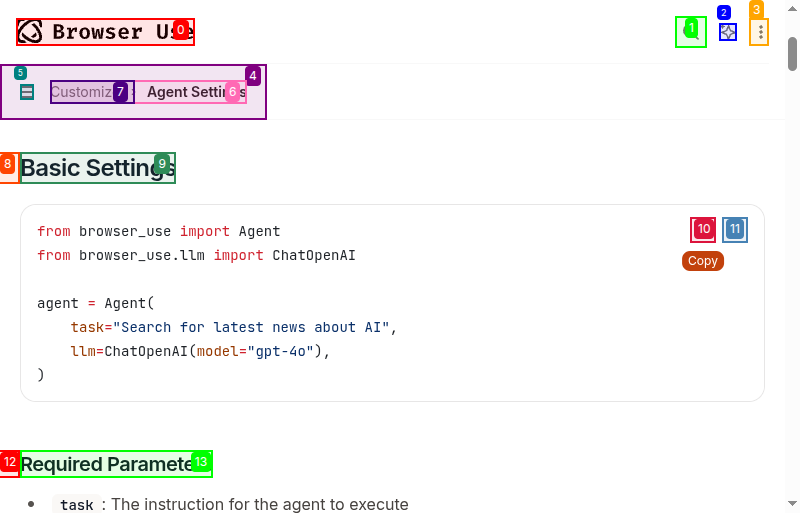 Browser Use
0
1
2
3
4
5
Customiz
7
Agent Settings
6
8
Basic Settings
9
from browser_use import Agent
10
11
from browser_use.llm import ChatOpenAI
Copy
agent = Agent(
task="Search for latest news about AI",
llm=ChatOpenAI(model="gpt-4o"),
)
12
Required Paramete
13
task : The instruction for the agent to execute